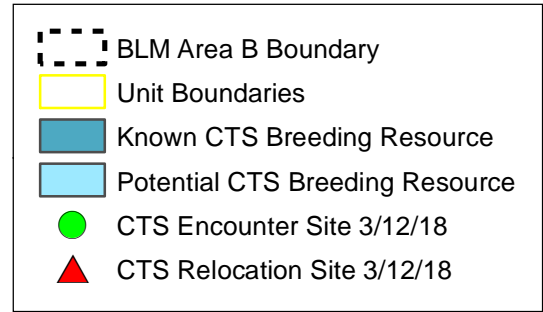 BLM Area B Boundary
Unit Boundaries
Known CTS Breeding Resource
Potential CTS Breeding Resource
CTS Encounter Site 3/12/18
CTS Relocation Site 3/12/18